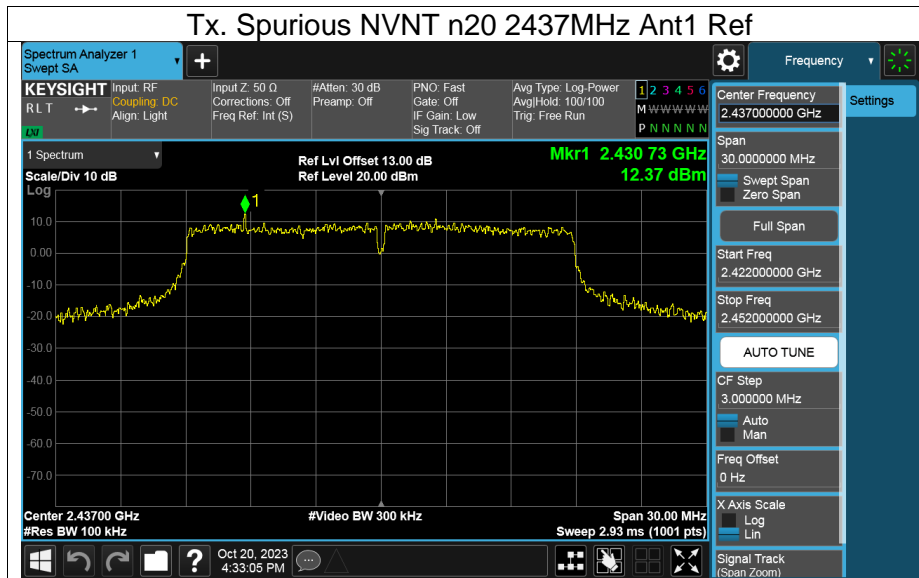 Tx. Spurious NVNT n20 2437MHz Ant1 Ref
Spectrum Analyzer 1
Swept SA
+
Frequency
KEYSIGHT
R L T
LXI
Input: RF
Coupling: DC
Align: Light
Input Z: 50 Ω
Corrections: Off
Freq Ref: Int (S)
#Atten: 30 dB
Preamp: Off
PNO: Fast
Gate: Off
IF Gain: Low
Sig Track: Off
Avg Type: Log-Power
Avg|Hold: 100/100
Trig: Free Run
1 2 3 4 5 6
M W W W W W
P N N N N N
Center Frequency
2.437000000 GHz
Settings
1 Spectrum
Scale/Div 10 dB
Log
Ref Lvl Offset 13.00 dB
Ref Level 20.00 dBm
Mkr1 2.430 73 GHz
12.37 dBm
1
10.0
0.00
-10.0
-20.0
-30.0
-40.0
-50.0
-60.0
-70.0
Center 2.43700 GHz
#Res BW 100 kHz
#Video BW 300 kHz
Span 30.00 MHz
Sweep 2.93 ms (1001 pts)
Span
30.0000000 MHz
Swept Span
Zero Span
Full Span
Start Freq
2.422000000 GHz
Stop Freq
2.452000000 GHz
AUTO TUNE
CF Step
3.000000 MHz
Auto
Man
Freq Offset
0 Hz
X Axis Scale
Log
Lin
Signal Track
(Span Zoom)
?
Oct 20, 2023
4:33:05 PM